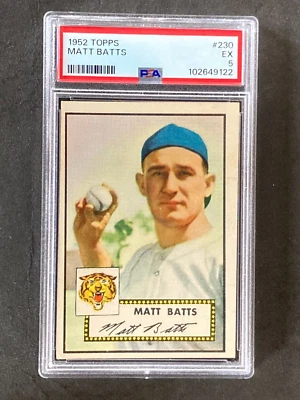 1952 TOPPS #230
MATT BATTS EX
5
PSA 102649122
MATT BATTS
Matt Batts